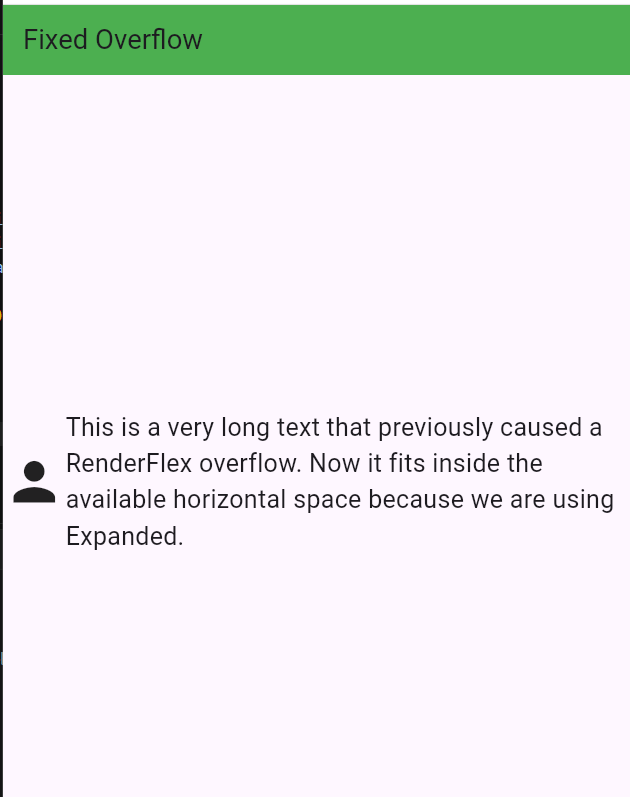 Fixed Overflow
This is a very long text that previously caused a
RenderFlex overflow. Now it fits inside the
available horizontal space because we are using
Expanded.